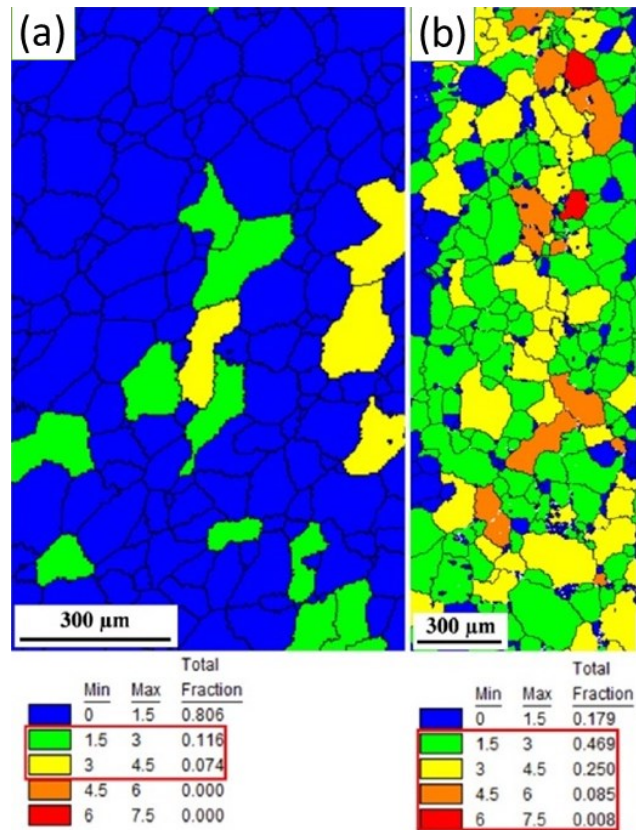 (a) (b)
300 µm 300 µm
Total
Min Max Fraction
0 1.5 0.806
1.5 3 0.116
3 4.5 0.074
4.5 6 0.000
6 7.5 0.000
Total
Min Max Fraction
0 1.5 0.179
1.5 3 0.469
3 4.5 0.250
4.5 6 0.085
6 7.5 0.008